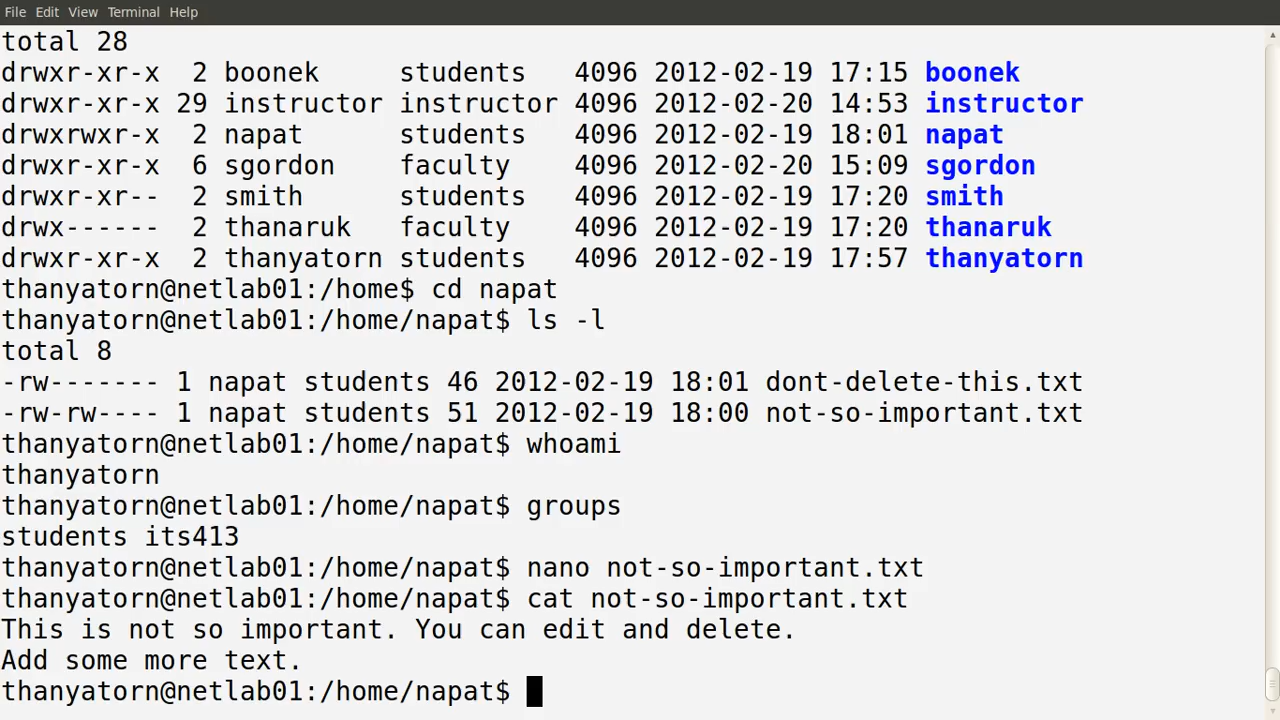 File Edit View Terminal Help
total 28
drwxr-xr-x  2 boonek     students   4096 2012-02-19 17:15 boonek
drwxr-xr-x 29 instructor instructor 4096 2012-02-20 14:53 instructor
drwxrwxr-x  2 napat      students   4096 2012-02-19 18:01 napat
drwxr-xr-x  6 sgordon    faculty    4096 2012-02-20 15:09 sgordon
drwxr-xr--  2 smith      students   4096 2012-02-19 17:20 smith
drwx------  2 thanaruk   faculty    4096 2012-02-19 17:20 thanaruk
drwxr-xr-x  2 thanyatorn students   4096 2012-02-19 17:57 thanyatorn
thanyatorn@netlab01:/home$ cd napat
thanyatorn@netlab01:/home/napat$ ls -l
total 8
-rw------- 1 napat students 46 2012-02-19 18:01 dont-delete-this.txt
-rw-rw---- 1 napat students 51 2012-02-19 18:00 not-so-important.txt
thanyatorn@netlab01:/home/napat$ whoami
thanyatorn
thanyatorn@netlab01:/home/napat$ groups
students its413
thanyatorn@netlab01:/home/napat$ nano not-so-important.txt
thanyatorn@netlab01:/home/napat$ cat not-so-important.txt
This is not so important. You can edit and delete.
Add some more text.
thanyatorn@netlab01:/home/napat$